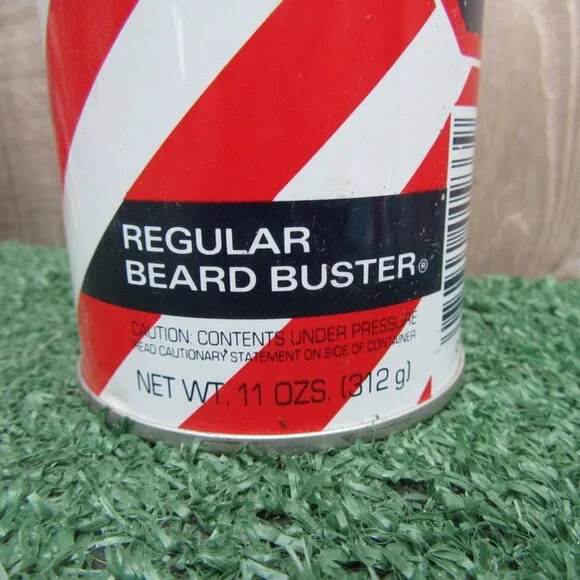 REGULAR
BEARD BUSTER®
CAUTION: CONTENTS UNDER PRESSURE
READ CAUTIONARY STATEMENT ON SIDE OF CONTAINER
NET WT. 11 OZS. (312 g)